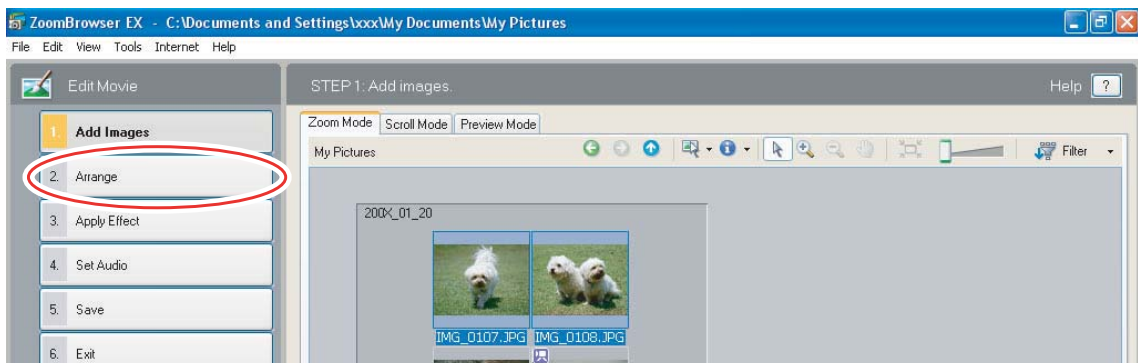 ZoomBrowser EX - C:\Documents and Settings\xxx\My Documents\My Pictures
File Edit View Tools Internet Help
Edit Movie
STEP 1: Add images.
Help ?
1. Add Images
2. Arrange
3. Apply Effect
4. Set Audio
5. Save
6. Exit
Zoom Mode Scroll Mode Preview Mode
My Pictures
Filter
200X_01_20
IMG_0107.JPG IMG_0108.JPG